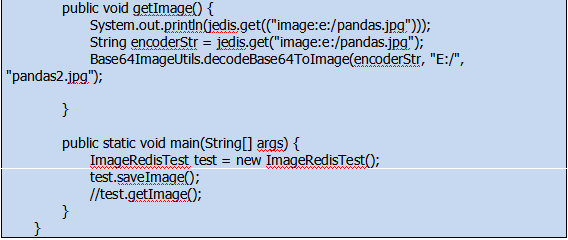 public void getImage() {
System.out.println(jedis.get(("image:e:/pandas.jpg")));
String encoderStr = jedis.get("image:e:/pandas.jpg");
Base64ImageUtils.decodeBase64ToImage(encoderStr, "E:/",
"pandas2.jpg");
}
public static void main(String[] args) {
ImageRedisTest test = new ImageRedisTest();
test.saveImage();
//test.getImage();
}
}